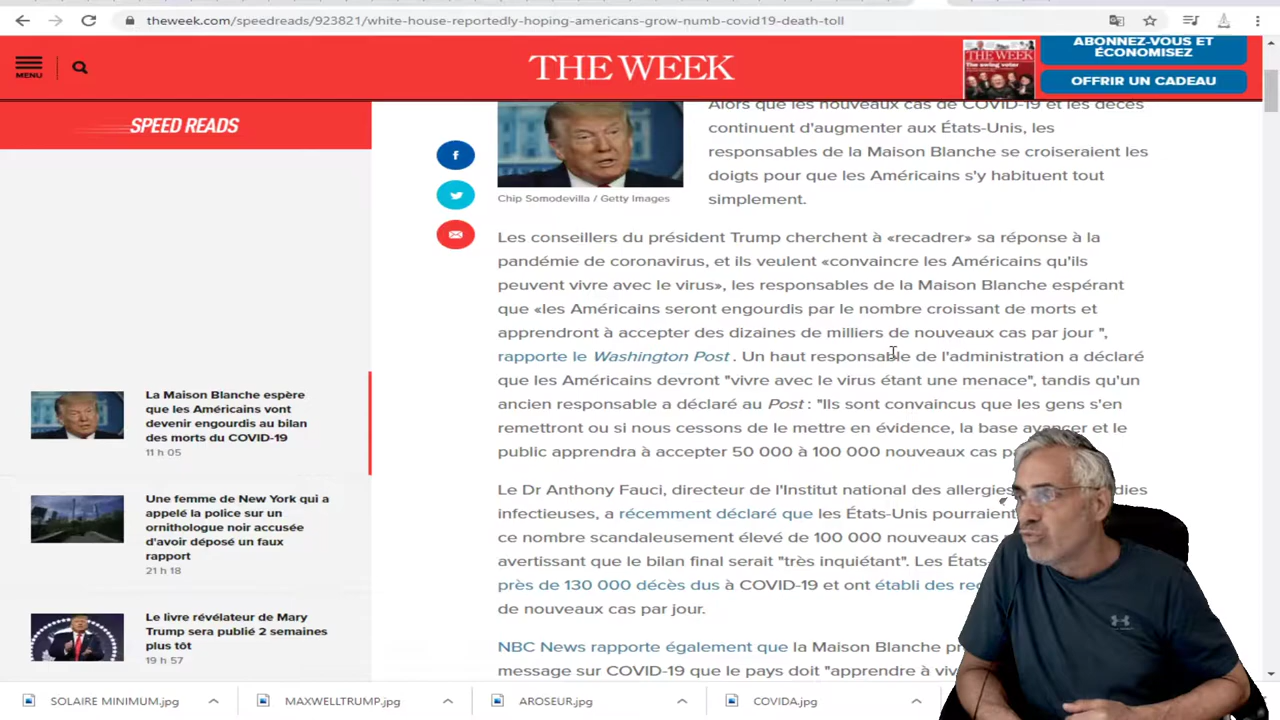 theweek.com/speedreads/923821/white-house-reportedly-hoping-americans-grow-numb-covid19-death-toll
MENU
THE WEEK
THE WEEK
ABONNEZ-VOUS ET
ÉCONOMISEZ
OFFRIR UN CADEAU
SPEED READS
Chip Somodevilla / Getty Images
Alors que les nouveaux cas de COVID-19 et les décès
continuent d'augmenter aux États-Unis, les
responsables de la Maison Blanche se croiseraient les
doigts pour que les Américains s'y habituent tout
simplement.
Les conseillers du président Trump cherchent à «recadrer» sa réponse à la
pandémie de coronavirus, et ils veulent «convaincre les Américains qu'ils
peuvent vivre avec le virus», les responsables de la Maison Blanche espérant
que «les Américains seront engourdis par le nombre croissant de morts et
apprendront à accepter des dizaines de milliers de nouveaux cas par jour ",
rapporte le Washington Post . Un haut responsable de l'administration a déclaré
que les Américains devront "vivre avec le virus étant une menace", tandis qu'un
ancien responsable a déclaré au Post : "Ils sont convaincus que les gens s'en
remettront ou si nous cessons de le mettre en évidence, la base avancer et le
public apprendra à accepter 50 000 à 100 000 nouveaux cas
Le Dr Anthony Fauci, directeur de l'Institut national des allergies
infectieuses, a récemment déclaré que les États-Unis pourraient
ce nombre scandaleusement élevé de 100 000 nouveaux cas
avertissant que le bilan final serait "très inquiétant". Les États-
près de 130 000 décès dus à COVID-19 et ont établi des
de nouveaux cas par jour.
NBC News rapporte également que la Maison Blanche
message sur COVID-19 que le pays doit "apprendre à
La Maison Blanche espère
que les Américains vont
devenir engourdis au bilan
des morts du COVID-19
11 h 05
Une femme de New York qui a
appelé la police sur un
ornithologue noir accusée
d'avoir déposé un faux
rapport
21 h 18
Le livre révélateur de Mary
Trump sera publié 2 semaines
plus tôt
19 h 57
SOLAIRE MINIMUM.jpg
MAXWELLTRUMP.jpg
AROSEUR.jpg
COVIDA.jpg